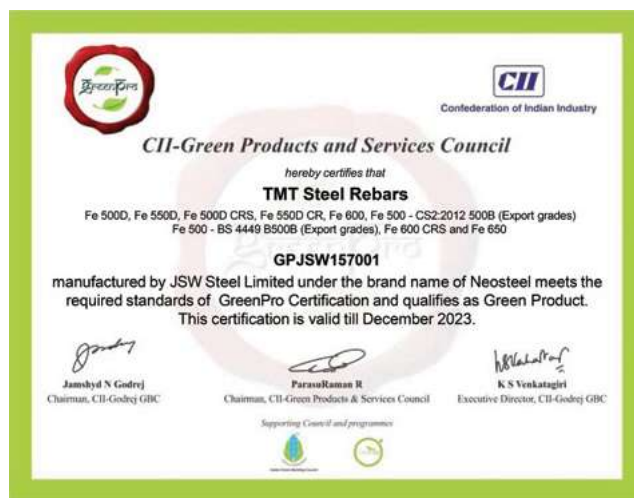 GreenPro
CII
Confederation of Indian Industry
CII-Green Products and Services Council
hereby certifies that
TMT Steel Rebars
Fe 500D, Fe 550D, Fe 500D CRS, Fe 550D CR, Fe 600, Fe 500 - CS2:2012 500B (Export grades)
Fe 500 - BS 4449 B500B (Export grades), Fe 600 CRS and Fe 650
GPJSW157001
manufactured by JSW Steel Limited under the brand name of Neosteel meets the
required standards of GreenPro Certification and qualifies as Green Product.
This certification is valid till December 2023.
Jamshyd N Godrej
Chairman, CII-Godrej GBC
ParasuRaman R
Chairman, CII-Green Products & Services Council
K S Venkatagiri
Executive Director, CII-Godrej GBC
Supporting Council and programmes